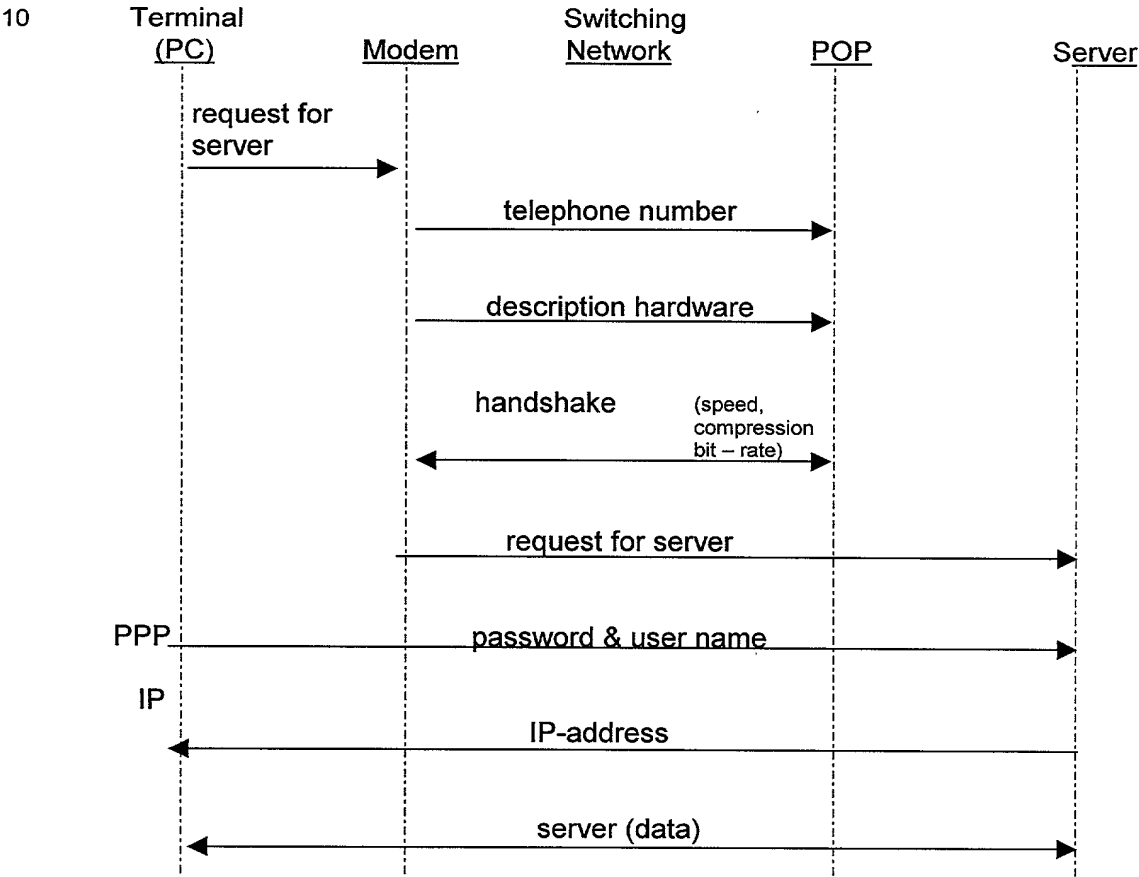 10
Terminal
(PC)
Modem
Switching
Network
POP
Server
request for
server
telephone number
description hardware
handshake
(speed,
compression
bit – rate)
request for server
PPP
password & user name
IP
IP-address
server (data)